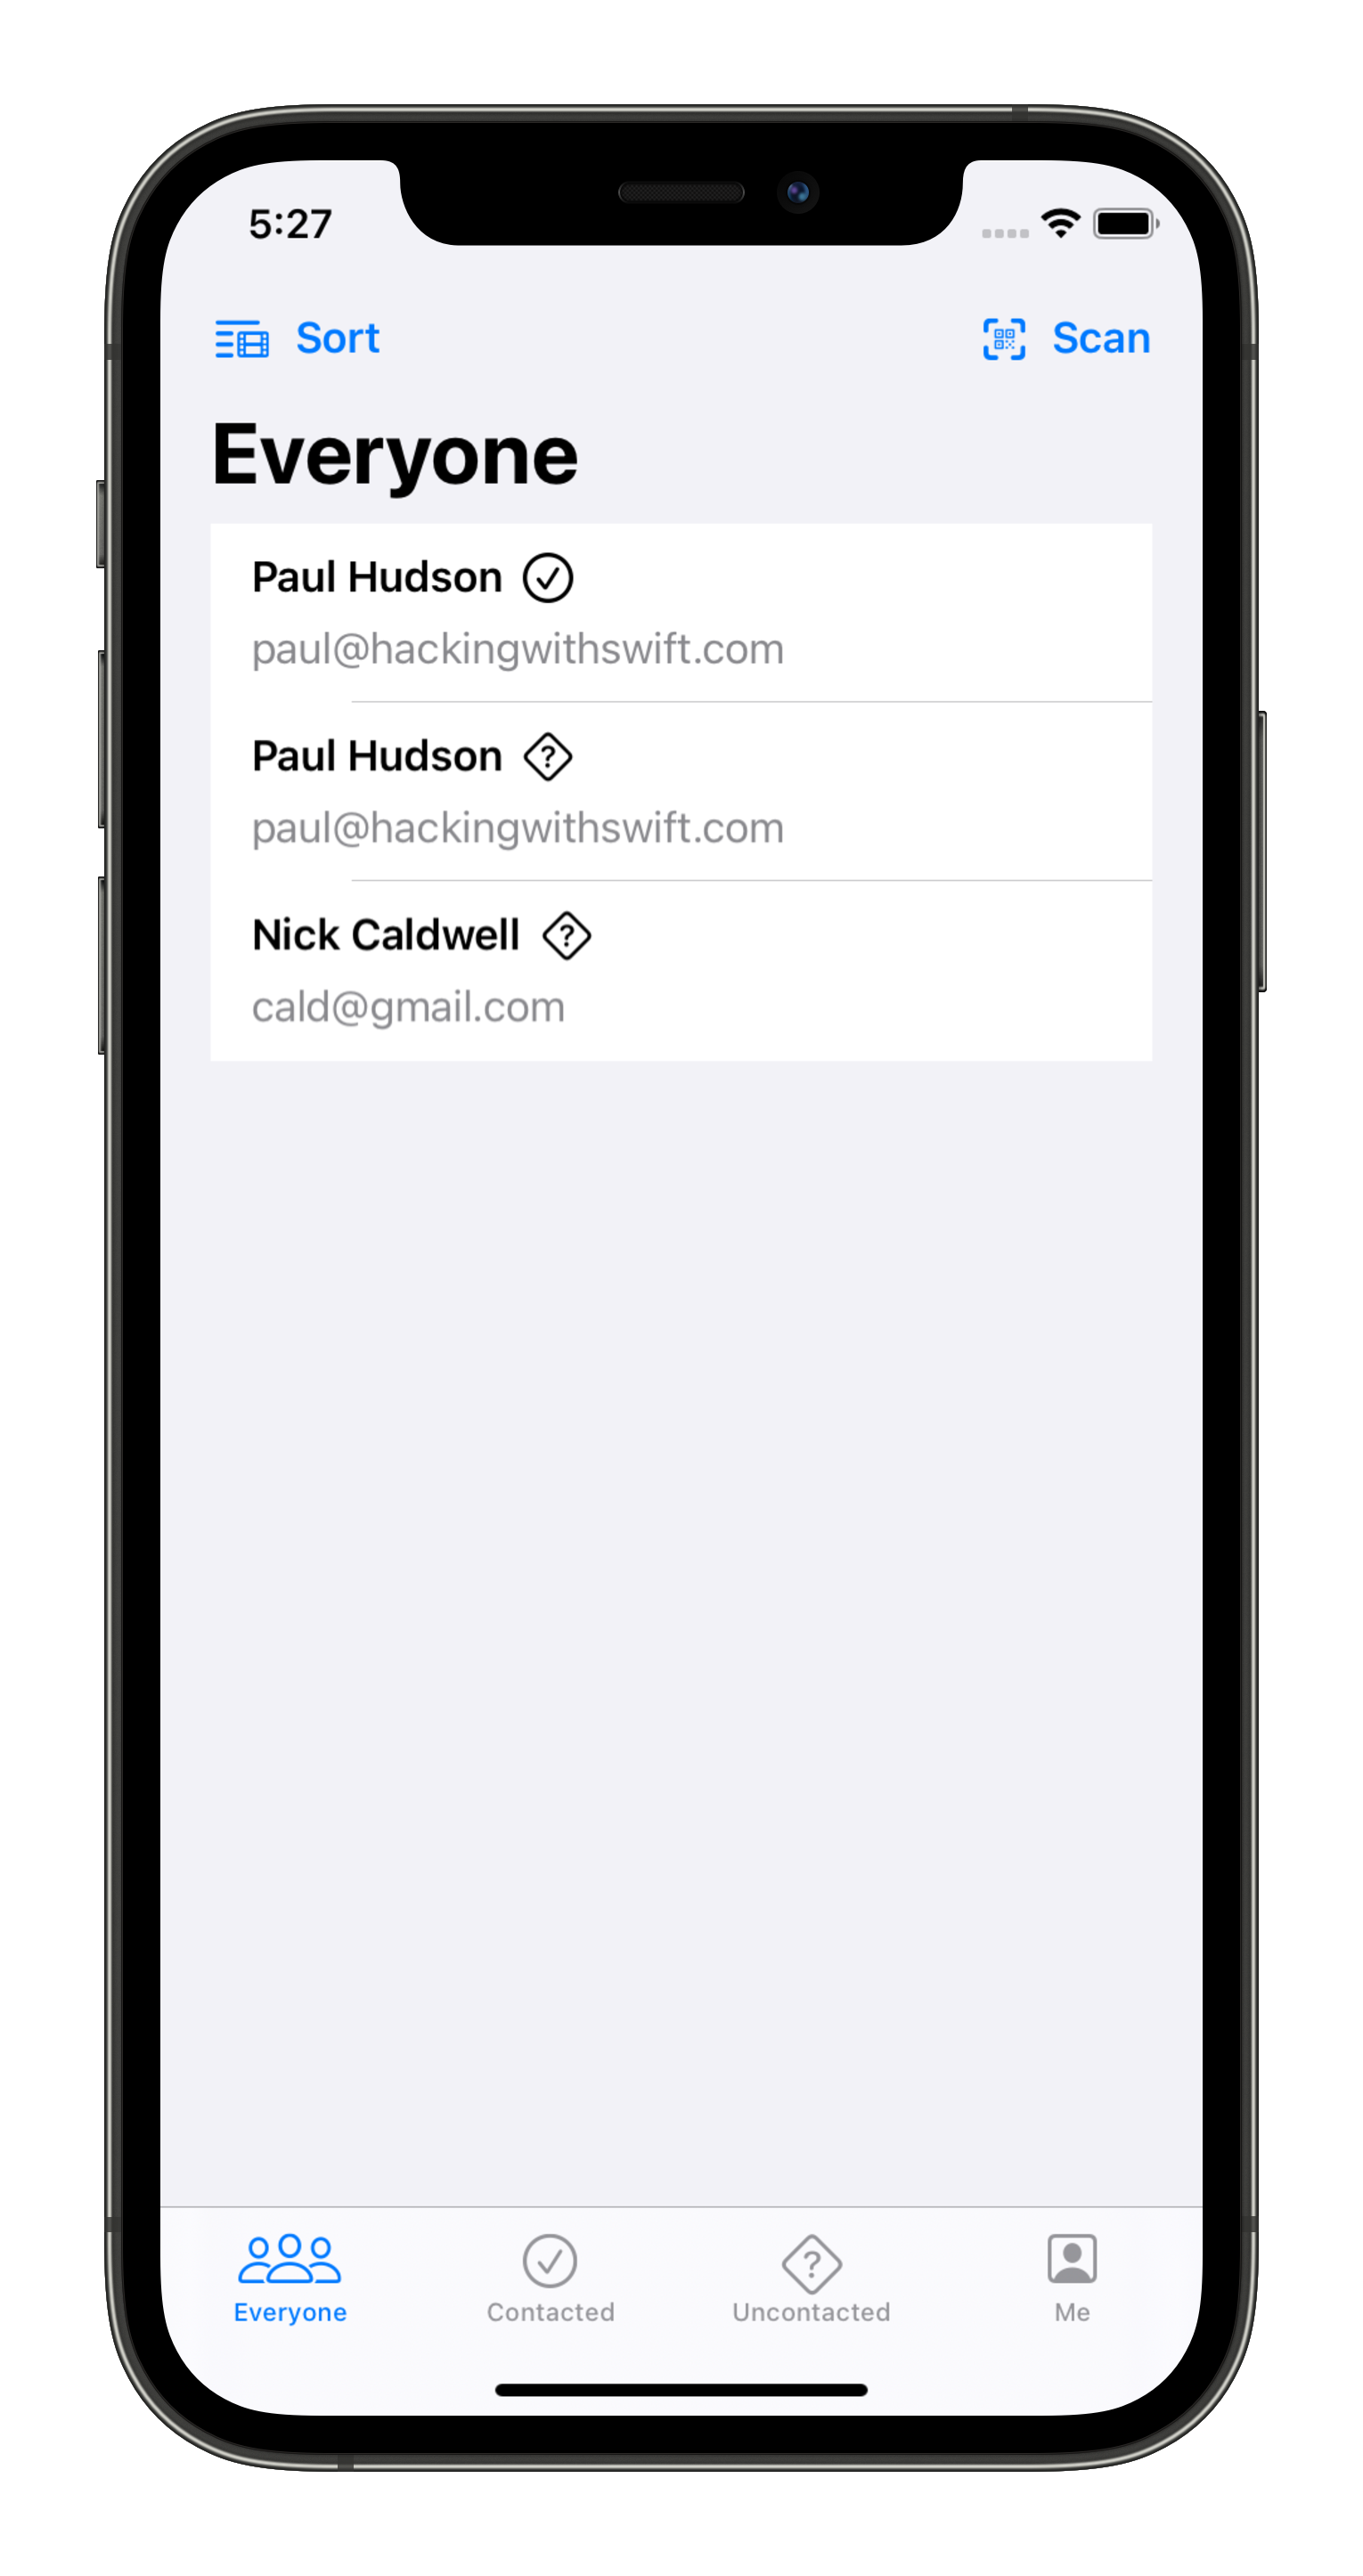 5:27
Sort
Scan
Everyone
Paul Hudson
paul@hackingwithswift.com
Paul Hudson
paul@hackingwithswift.com
Nick Caldwell
cald@gmail.com
Everyone
Contacted
Uncontacted
Me